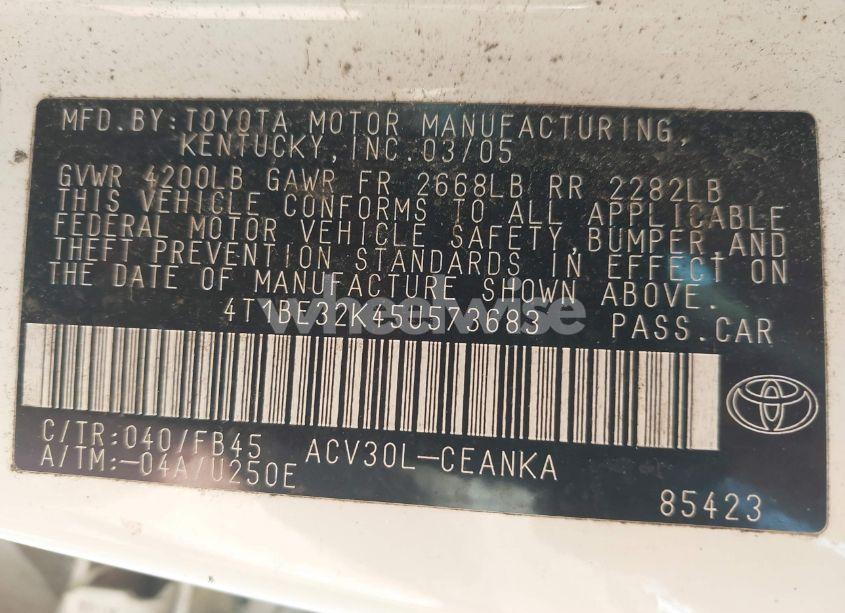 MFD.BY:TOYOTA MOTOR MANUFACTURING,
KENTUCKY,INC.03/05
GVWR 4200LB GAWR FR 2668LB RR 2282LB
THIS VEHICLE CONFORMS TO ALL APPLICABLE
FEDERAL MOTOR VEHICLE SAFETY,BUMPER AND
THEFT PREVENTION STANDARDS IN EFFECT ON
THE DATE OF MANUFACTURE SHOWN ABOVE.
4T1BE32K45U573683 PASS.CAR
wheelwise
C/TR:040/FB45 ACV30L-CEANKA
A/TM:-04A/U250E
85423